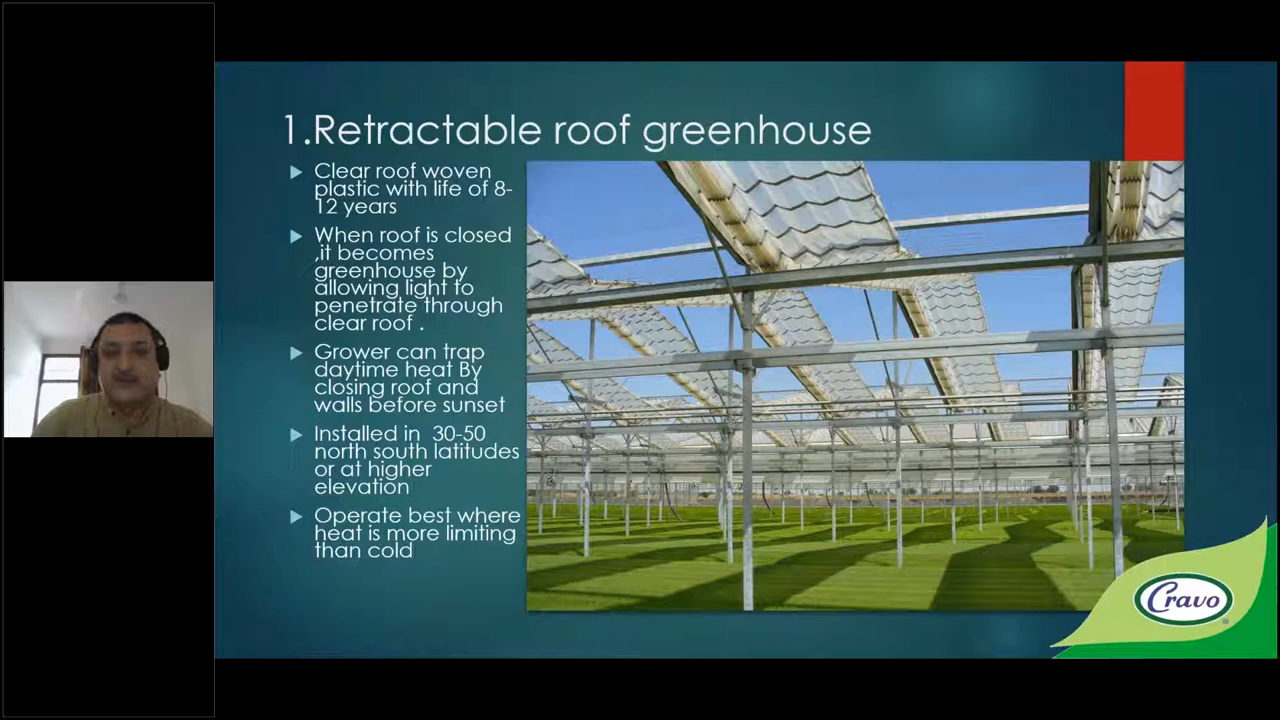 1.Retractable roof greenhouse
Clear roof woven
plastic with life of 8-
12 years
When roof is closed
,it becomes
greenhouse by
allowing light to
penetrate through
clear roof .
Grower can trap
daytime heat By
closing roof and
walls before sunset
Installed in 30-50
north south latitudes
or at higher
elevation
Operate best where
heat is more limiting
than cold
Cravo
®